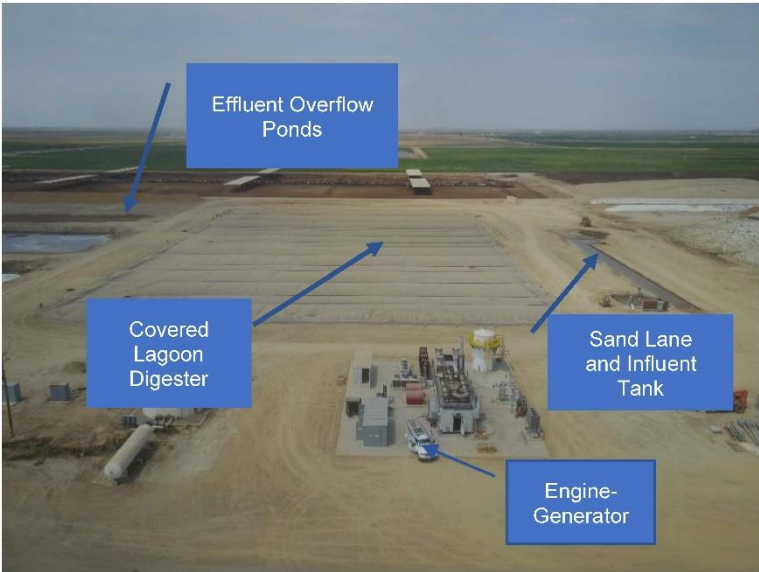 Effluent Overflow
Ponds
Covered
Lagoon
Digester
Sand Lane
and Influent
Tank
Engine-
Generator